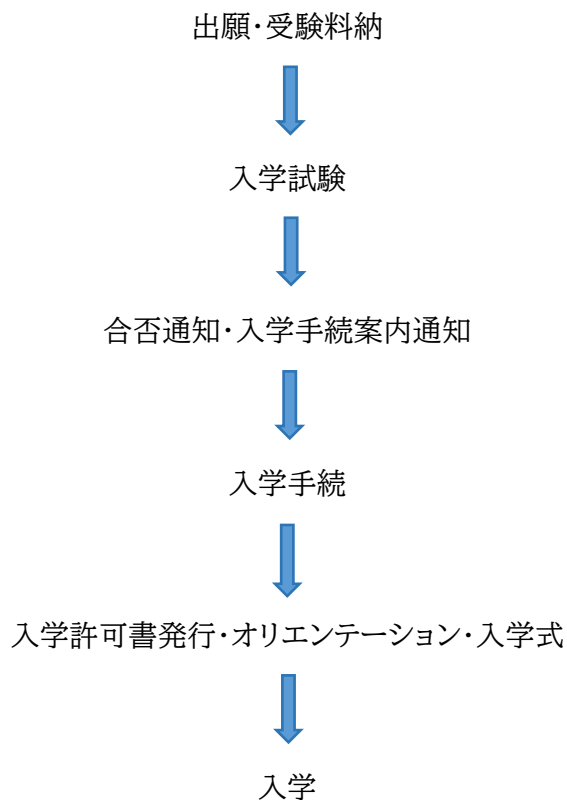 出願・受験料納
入学試験
合否通知・入学手続案内通知
入学手続
入学許可書発行・オリエンテーション・入学式
入学